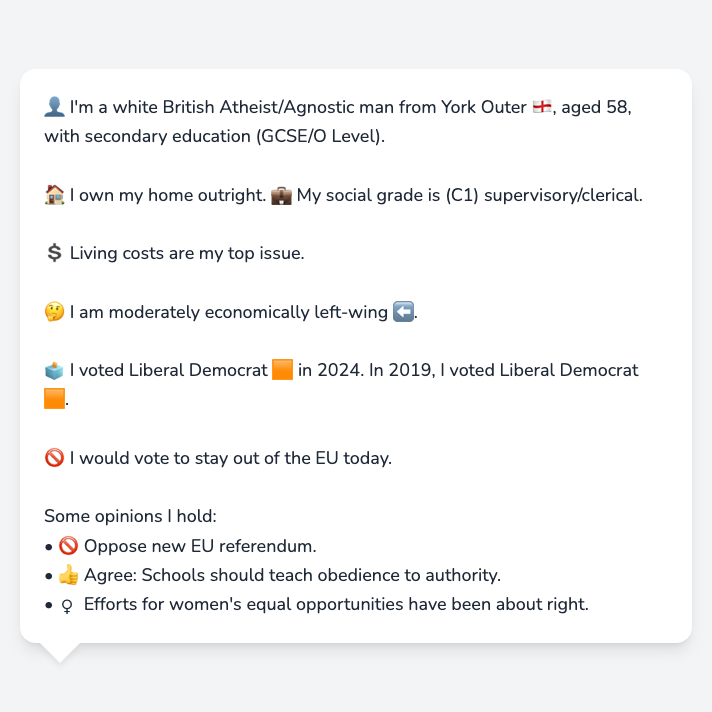 👤 I'm a white British Atheist/Agnostic man from York Outer 🏴󠁧󠁢󠁥󠁮󠁧󠁿, aged 58,
with secondary education (GCSE/O Level).
🏠 I own my home outright. 💼 My social grade is (C1) supervisory/clerical.
💲 Living costs are my top issue.
🤔 I am moderately economically left-wing ⬅️.
🗳️ I voted Liberal Democrat 🟧 in 2024. In 2019, I voted Liberal Democrat
🟧.
🚫 I would vote to stay out of the EU today.
Some opinions I hold:
• 🚫 Oppose new EU referendum.
• 👍 Agree: Schools should teach obedience to authority.
• ♀ Efforts for women's equal opportunities have been about right.